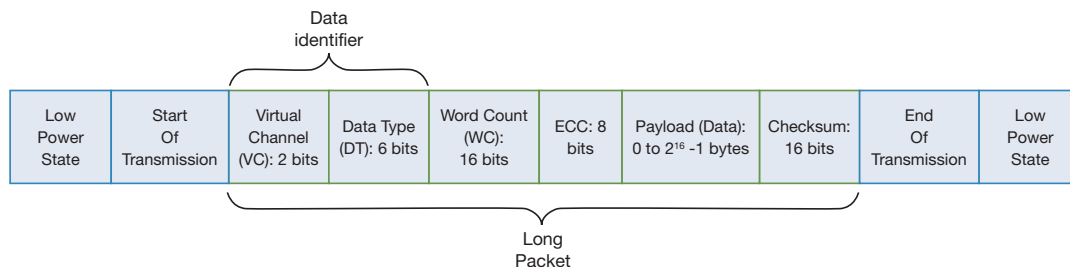 Data
identifier
Low
Power
State
Start
Of
Transmission
Virtual
Channel
(VC): 2 bits
Data Type
(DT): 6 bits
Word Count
(WC):
16 bits
ECC: 8
bits
Payload (Data):
0 to 2¹⁶ -1 bytes
Checksum:
16 bits
End
Of
Transmission
Low
Power
State
Long
Packet